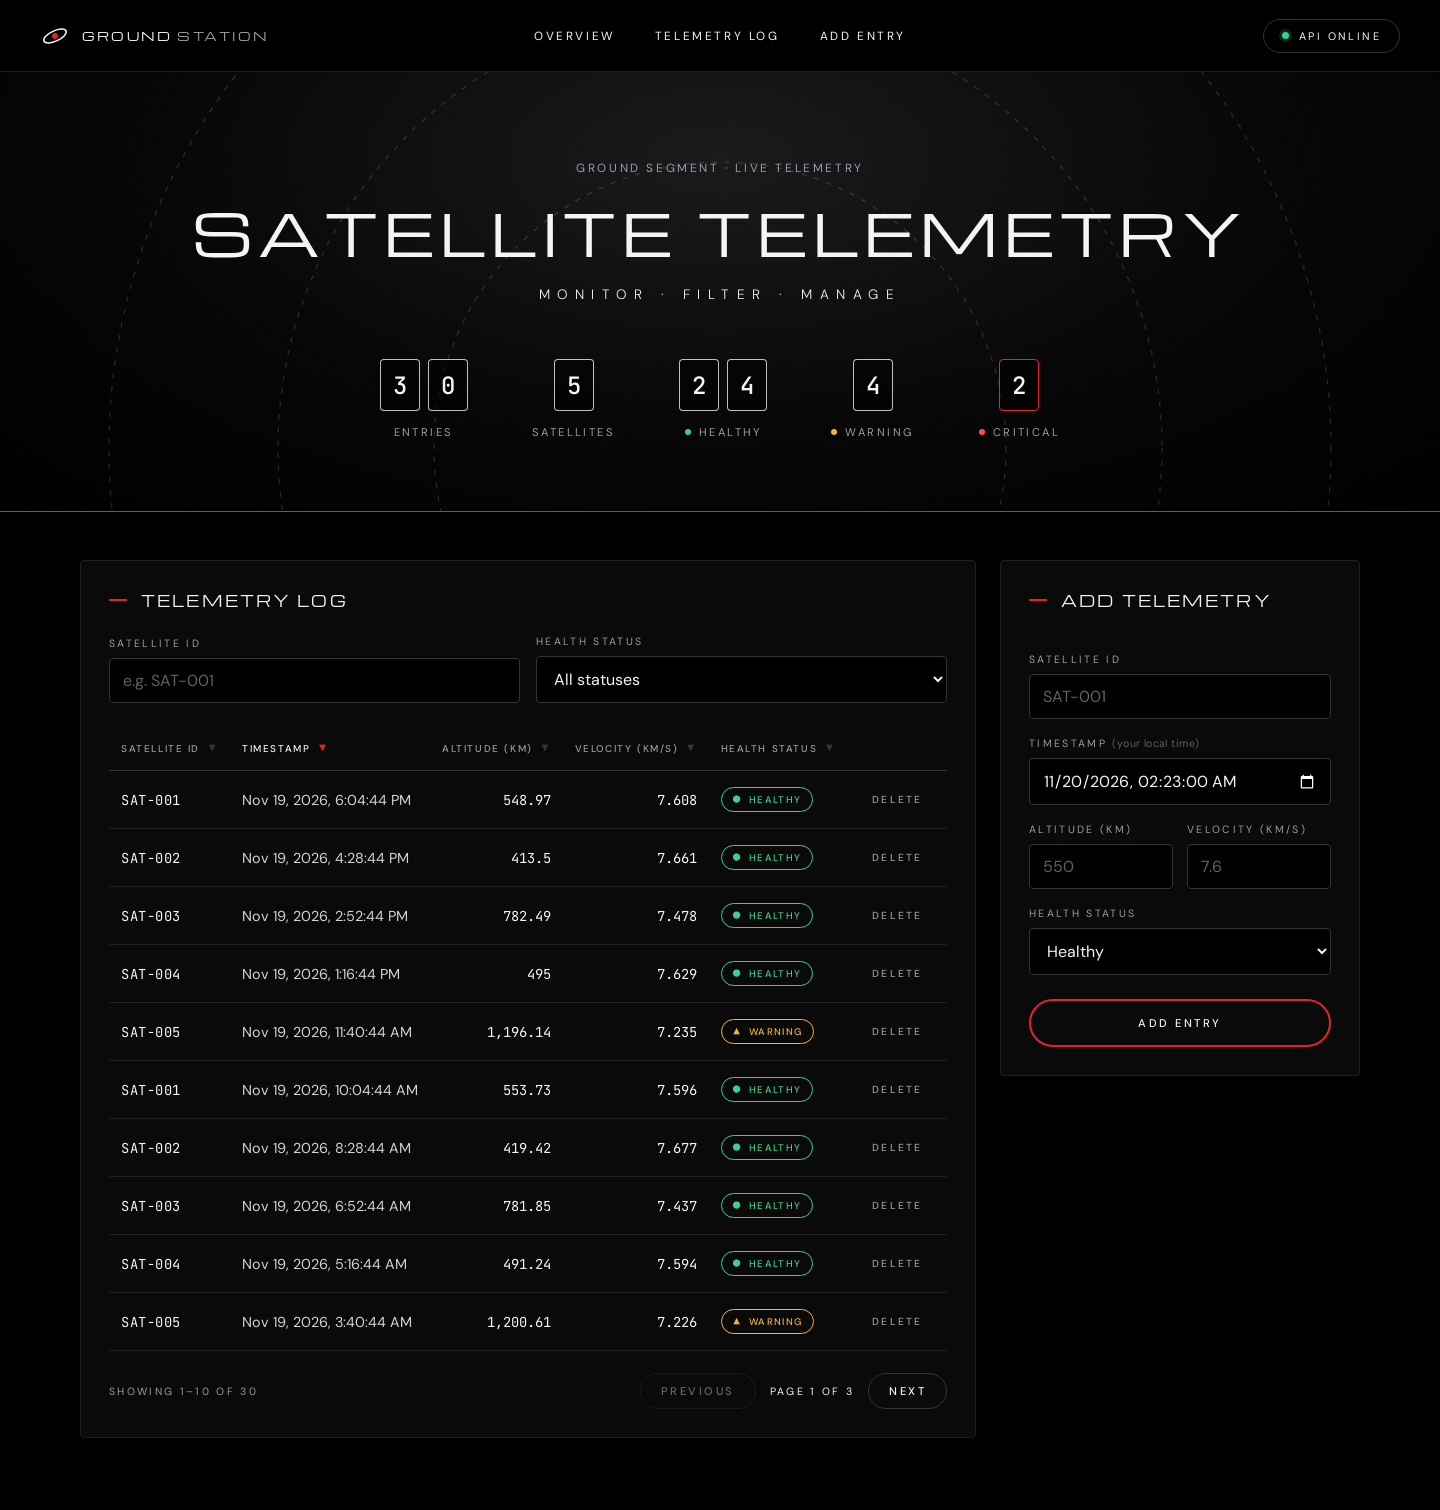 GROUND STATION
OVERVIEW TELEMETRY LOG ADD ENTRY
API ONLINE
GROUND SEGMENT · LIVE TELEMETRY
SATELLITE TELEMETRY
MONITOR · FILTER · MANAGE
3 0 5 2 4 4 2
ENTRIES SATELLITES HEALTHY WARNING CRITICAL
TELEMETRY LOG
SATELLITE ID HEALTH STATUS
e.g. SAT-001 All statuses
SATELLITE ID ▼ TIMESTAMP ▼ ALTITUDE (KM) ▼ VELOCITY (KM/S) ▼ HEALTH STATUS ▼
SAT-001 Nov 19, 2026, 6:04:44 PM 548.97 7.608 HEALTHY DELETE
SAT-002 Nov 19, 2026, 4:28:44 PM 413.5 7.661 HEALTHY DELETE
SAT-003 Nov 19, 2026, 2:52:44 PM 782.49 7.478 HEALTHY DELETE
SAT-004 Nov 19, 2026, 1:16:44 PM 495 7.629 HEALTHY DELETE
SAT-005 Nov 19, 2026, 11:40:44 AM 1,196.14 7.235 WARNING DELETE
SAT-001 Nov 19, 2026, 10:04:44 AM 553.73 7.596 HEALTHY DELETE
SAT-002 Nov 19, 2026, 8:28:44 AM 419.42 7.677 HEALTHY DELETE
SAT-003 Nov 19, 2026, 6:52:44 AM 781.85 7.437 HEALTHY DELETE
SAT-004 Nov 19, 2026, 5:16:44 AM 491.24 7.594 HEALTHY DELETE
SAT-005 Nov 19, 2026, 3:40:44 AM 1,200.61 7.226 WARNING DELETE
SHOWING 1–10 OF 30 PREVIOUS PAGE 1 OF 3 NEXT
ADD TELEMETRY
SATELLITE ID
SAT-001
TIMESTAMP (your local time)
11/20/2026, 02:23:00 AM
ALTITUDE (KM) VELOCITY (KM/S)
550 7.6
HEALTH STATUS
Healthy
ADD ENTRY